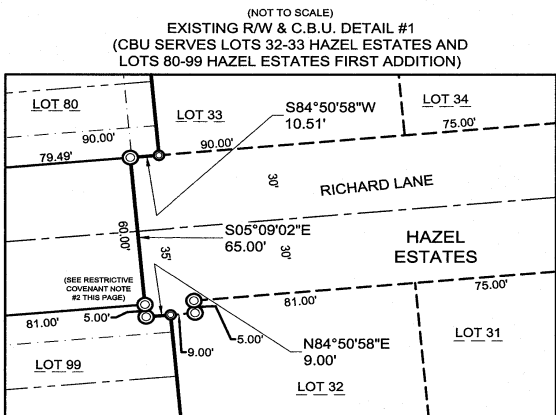 (NOT TO SCALE)
EXISTING R/W & C.B.U. DETAIL #1
(CBU SERVES LOTS 32-33 HAZEL ESTATES AND
LOTS 80-99 HAZEL ESTATES FIRST ADDITION)
LOT 80
LOT 33
S84°50'58"W
10.51'
LOT 34
90.00'
90.00'
75.00'
79.49'
30'
RICHARD LANE
60.00'
S05°09'02"E
65.00'
35'
30'
HAZEL
ESTATES
(SEE RESTRICTIVE
COVENANT NOTE
#2 THIS PAGE)
81.00'
75.00'
81.00'
5.00'
5.00'
9.00'
N84°50'58"E
9.00'
LOT 31
LOT 99
LOT 32